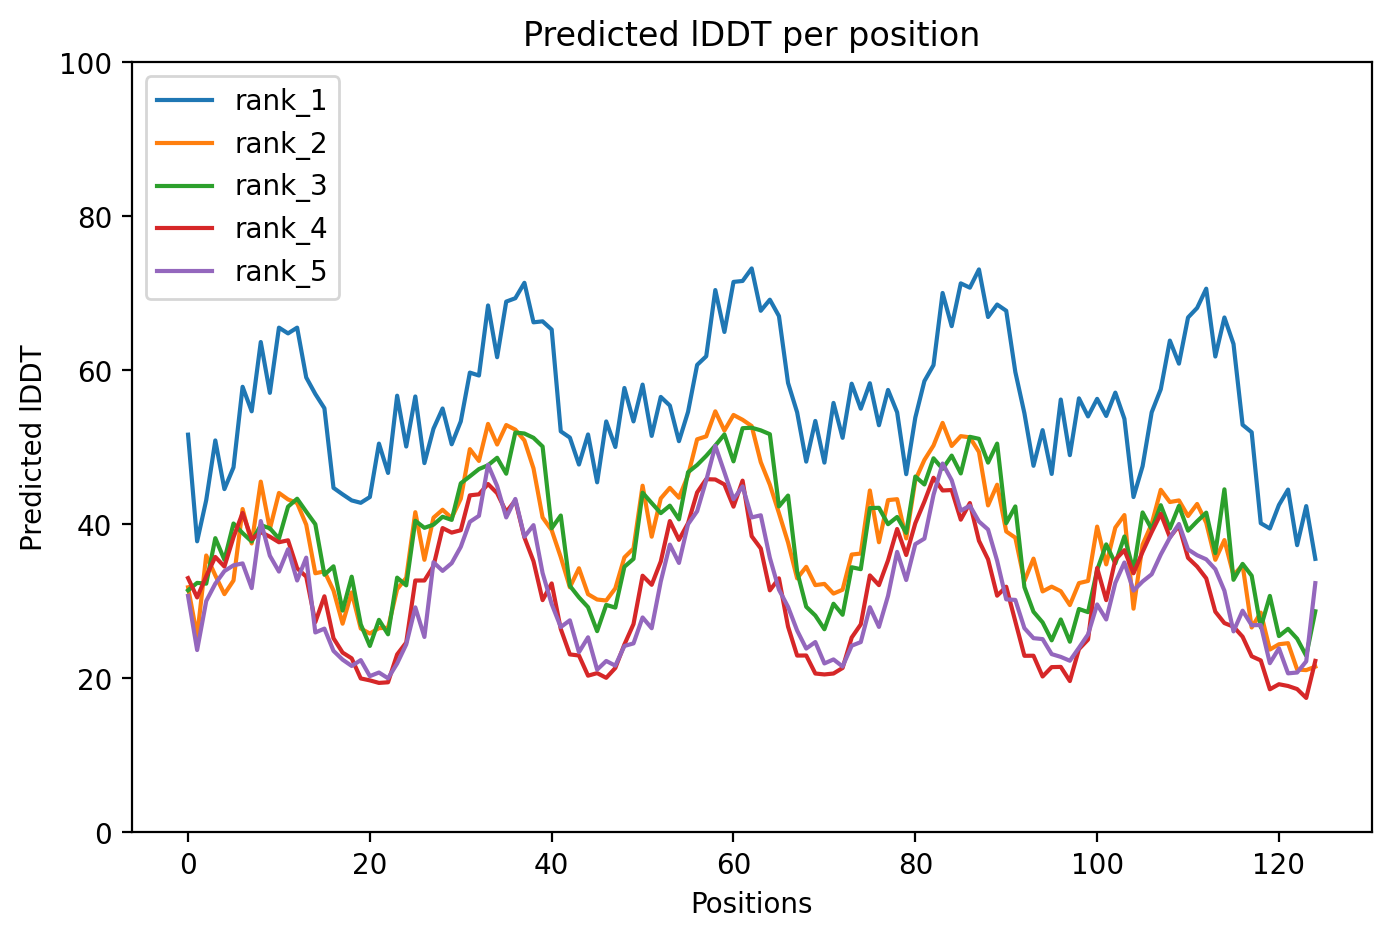 Predicted lDDT per position
100
80
60
40
20
0
Predicted lDDT
rank_1
rank_2
rank_3
rank_4
rank_5
0 20 40 60 80 100 120
Positions